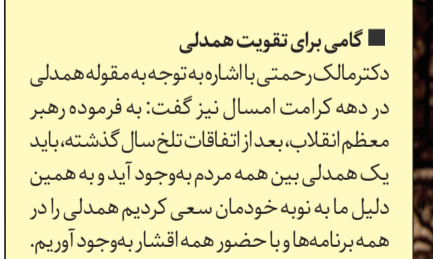 ■ گامی برای تقویت همدلی
دکتر مالک رحمتی با اشاره به توجه به مقوله همدلی
در دهه کرامت امسال نیز گفت: به فرموده رهبر
معظم انقلاب، بعد از اتفاقات تلخ سال گذشته، باید
یک همدلی بین همه مردم به‌وجود آید و به همین
دلیل ما به نوبه خودمان سعی کردیم همدلی را در
همه برنامه‌ها و با حضور همه اقشار به‌وجود آوریم.